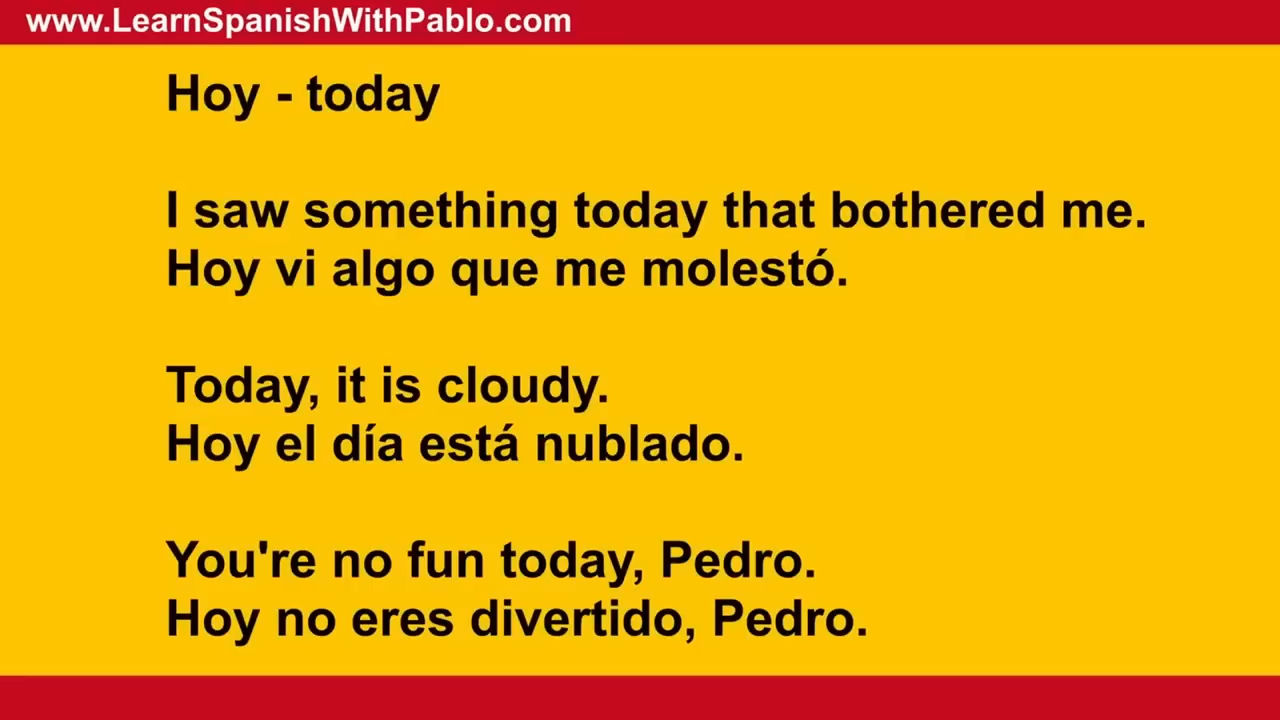 www.LearnSpanishWithPablo.com
Hoy - today
I saw something today that bothered me.
Hoy vi algo que me molestó.
Today, it is cloudy.
Hoy el día está nublado.
You're no fun today, Pedro.
Hoy no eres divertido, Pedro.